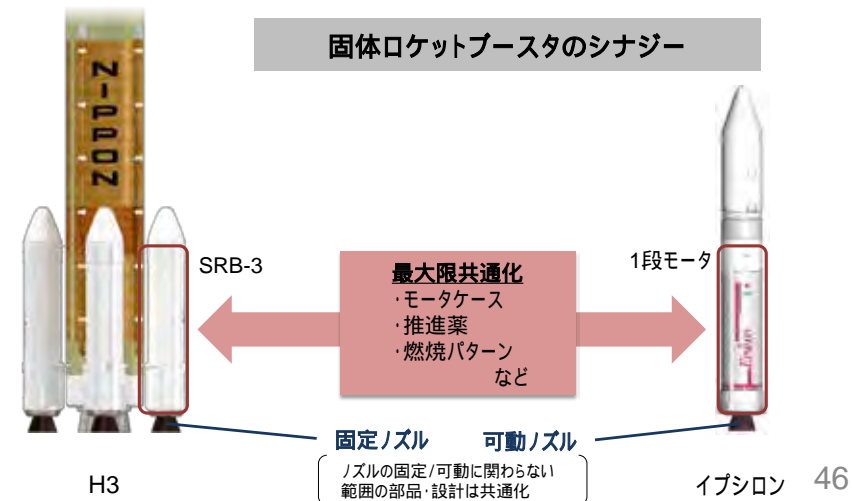 固体ロケットブースタのシナジー
NIPPON
SRB-3
1段モータ
最大限共通化
・モータケース
・推進薬
・燃焼パターン
など
固定ノズル
可動ノズル
ノズルの固定/可動に関わらない
範囲の部品・設計は共通化
H3
イプシロン
46